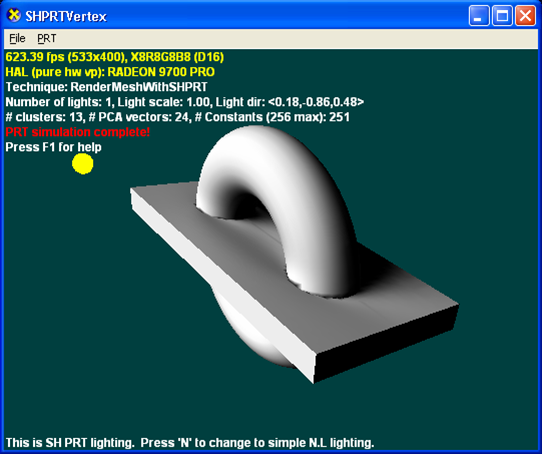 SHPRTVertex
File PRT
623.39 fps (533x400), X8R8G8B8 (D16)
HAL (pure hw vp): RADEON 9700 PRO
Technique: RenderMeshWithSHPRT
Number of lights: 1, Light scale: 1.00, Light dir: <0.18,-0.86,0.48>
# clusters: 13, # PCA vectors: 24, # Constants (256 max): 251
PRT simulation complete!
Press F1 for help
This is SH PRT lighting.  Press 'N' to change to simple N.L lighting.